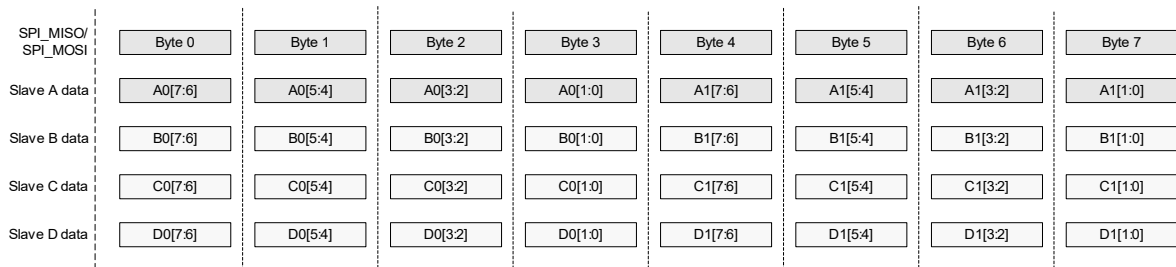 SPI_MISO/
SPI_MOSI
Byte 0 Byte 1 Byte 2 Byte 3 Byte 4 Byte 5 Byte 6 Byte 7
Slave A data A0[7:6] A0[5:4] A0[3:2] A0[1:0] A1[7:6] A1[5:4] A1[3:2] A1[1:0]
Slave B data B0[7:6] B0[5:4] B0[3:2] B0[1:0] B1[7:6] B1[5:4] B1[3:2] B1[1:0]
Slave C data C0[7:6] C0[5:4] C0[3:2] C0[1:0] C1[7:6] C1[5:4] C1[3:2] C1[1:0]
Slave D data D0[7:6] D0[5:4] D0[3:2] D0[1:0] D1[7:6] D1[5:4] D1[3:2] D1[1:0]